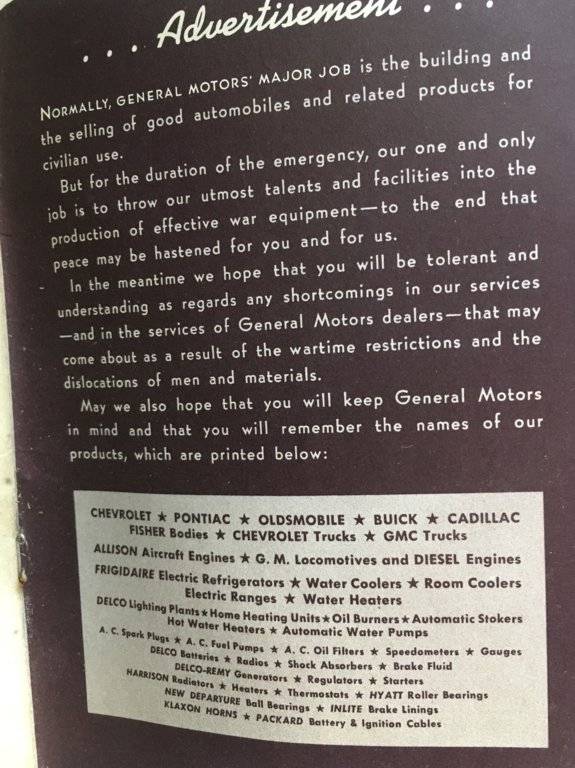 . . . Advertisement . . .
NORMALLY, GENERAL MOTORS' MAJOR JOB is the building and
the selling of good automobiles and related products for
civilian use.
But for the duration of the emergency, our one and only
job is to throw our utmost talents and facilities into the
production of effective war equipment—to the end that
peace may be hastened for you and for us.
In the meantime we hope that you will be tolerant and
understanding as regards any shortcomings in our services
—and in the services of General Motors dealers—that may
come about as a result of the wartime restrictions and the
dislocations of men and materials.
May we also hope that you will keep General Motors
in mind and that you will remember the names of our
products, which are printed below:
CHEVROLET ★ PONTIAC ★ OLDSMOBILE ★ BUICK ★ CADILLAC
FISHER Bodies ★ CHEVROLET Trucks ★ GMC Trucks
ALLISON Aircraft Engines ★ G. M. Locomotives and DIESEL Engines
FRIGIDAIRE Electric Refrigerators ★ Water Coolers ★ Room Coolers
Electric Ranges ★ Water Heaters
DELCO Lighting Plants ★ Home Heating Units ★ Oil Burners ★ Automatic Stokers
Hot Water Heaters ★ Automatic Water Pumps
A. C. Spark Plugs ★ A. C. Fuel Pumps ★ A. C. Oil Filters ★ Speedometers ★ Gauges
DELCO Batteries ★ Radios ★ Shock Absorbers ★ Brake Fluid
DELCO-REMY Generators ★ Regulators ★ Starters
HARRISON Radiators ★ Heaters ★ Thermostats ★ HYATT Roller Bearings
NEW DEPARTURE Ball Bearings ★ INLITE Brake Linings
KLAXON HORNS ★ PACKARD Battery & Ignition Cables